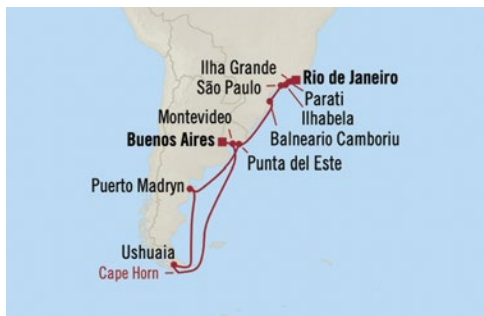 Ilha Grande
Rio de Janeiro
São Paulo
Parati
Ilhabela
Montevideo
Balneario Camboriu
Buenos Aires
Punta del Este
Puerto Madryn
Ushuaia
Cape Horn